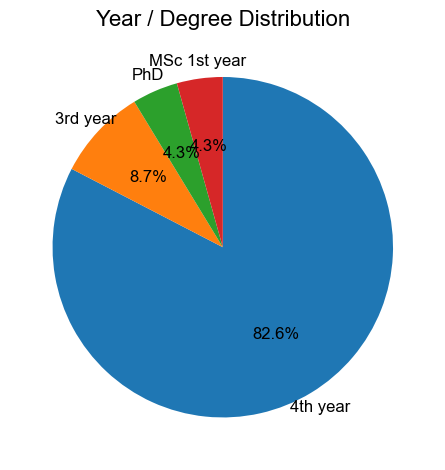 Year / Degree Distribution
MSc 1st year
PhD
3rd year
4.3%
4.3%
8.7%
82.6%
4th year